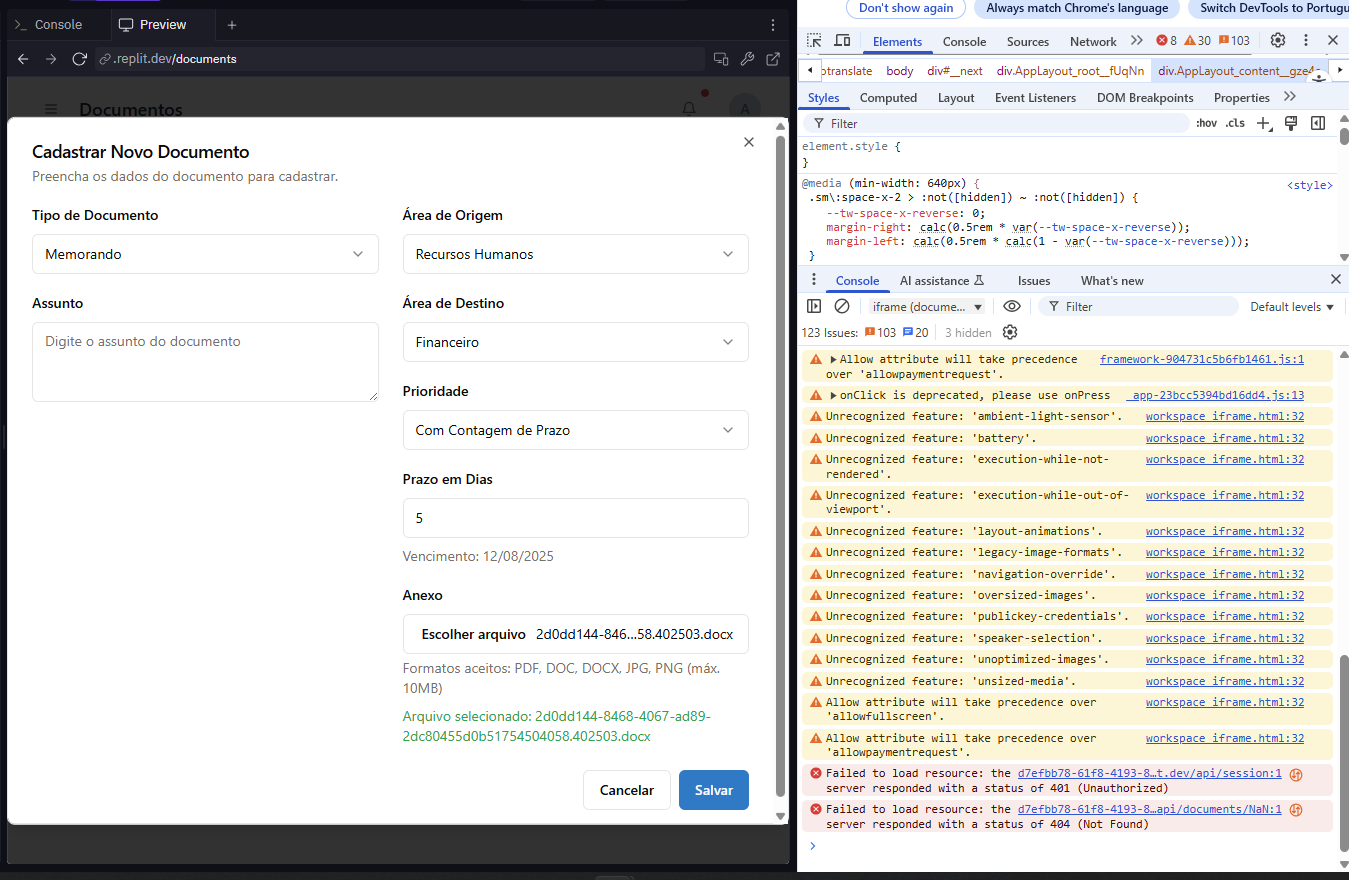 Console
Preview
.replit.dev/documents
Documentos
A
Cadastrar Novo Documento
Preencha os dados do documento para cadastrar.
Tipo de Documento
Memorando
Assunto
Digite o assunto do documento
Área de Origem
Recursos Humanos
Área de Destino
Financeiro
Prioridade
Com Contagem de Prazo
Prazo em Dias
5
Vencimento: 12/08/2025
Anexo
Escolher arquivo 2d0dd144-846…58.402503.docx
Formatos aceitos: PDF, DOC, DOCX, JPG, PNG (máx.
10MB)
Arquivo selecionado: 2d0dd144-8468-4067-ad89-
2dc80455d0b51754504058.402503.docx
Cancelar
Salvar
Don't show again
Always match Chrome's language
Switch DevTools to Portugu
Elements Console Sources Network 8 30 103
otranslate body div#__next div.AppLayout_root__fUqNn div.AppLayout_content__gze4
Styles Computed Layout Event Listeners DOM Breakpoints Properties
Filter :hov .cls
element.style {
}
@media (min-width: 640px) { <style>
.sm\:space-x-2 > :not([hidden]) ~ :not([hidden]) {
--tw-space-x-reverse: 0;
margin-right: calc(0.5rem * var(--tw-space-x-reverse));
margin-left: calc(0.5rem * calc(1 - var(--tw-space-x-reverse)));
}
Console AI assistance Issues What's new
iframe (docume... Filter Default levels
123 Issues: 103 20 3 hidden
Allow attribute will take precedence framework-904731c5b6fb1461.js:1
over 'allowpaymentrequest'.
onClick is deprecated, please use onPress _app-23bcc5394bd16dd4.js:13
Unrecognized feature: 'ambient-light-sensor'. workspace_iframe.html:32
Unrecognized feature: 'battery'. workspace_iframe.html:32
Unrecognized feature: 'execution-while-not- workspace_iframe.html:32
rendered'.
Unrecognized feature: 'execution-while-out-of- workspace_iframe.html:32
viewport'.
Unrecognized feature: 'layout-animations'. workspace_iframe.html:32
Unrecognized feature: 'legacy-image-formats'. workspace_iframe.html:32
Unrecognized feature: 'navigation-override'. workspace_iframe.html:32
Unrecognized feature: 'oversized-images'. workspace_iframe.html:32
Unrecognized feature: 'publickey-credentials'. workspace_iframe.html:32
Unrecognized feature: 'speaker-selection'. workspace_iframe.html:32
Unrecognized feature: 'unoptimized-images'. workspace_iframe.html:32
Unrecognized feature: 'unsized-media'. workspace_iframe.html:32
Allow attribute will take precedence over workspace_iframe.html:32
'allowfullscreen'.
Allow attribute will take precedence over workspace_iframe.html:32
'allowpaymentrequest'.
Failed to load resource: the d7efbb78-61f8-4193-8…t.dev/api/session:1
server responded with a status of 401 (Unauthorized)
Failed to load resource: the d7efbb78-61f8-4193-8…api/documents/NaN:1
server responded with a status of 404 (Not Found)